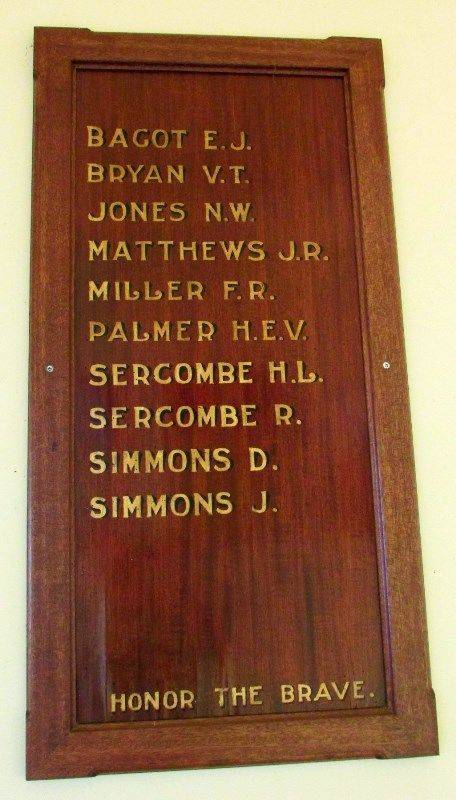 BAGOT E.J.
BRYAN V.T.
JONES N.W.
MATTHEWS J.R.
MILLER F.R.
PALMER H.E.V.
SERCOMBE H.L.
SERCOMBE R.
SIMMONS D.
SIMMONS J.
HONOR THE BRAVE.